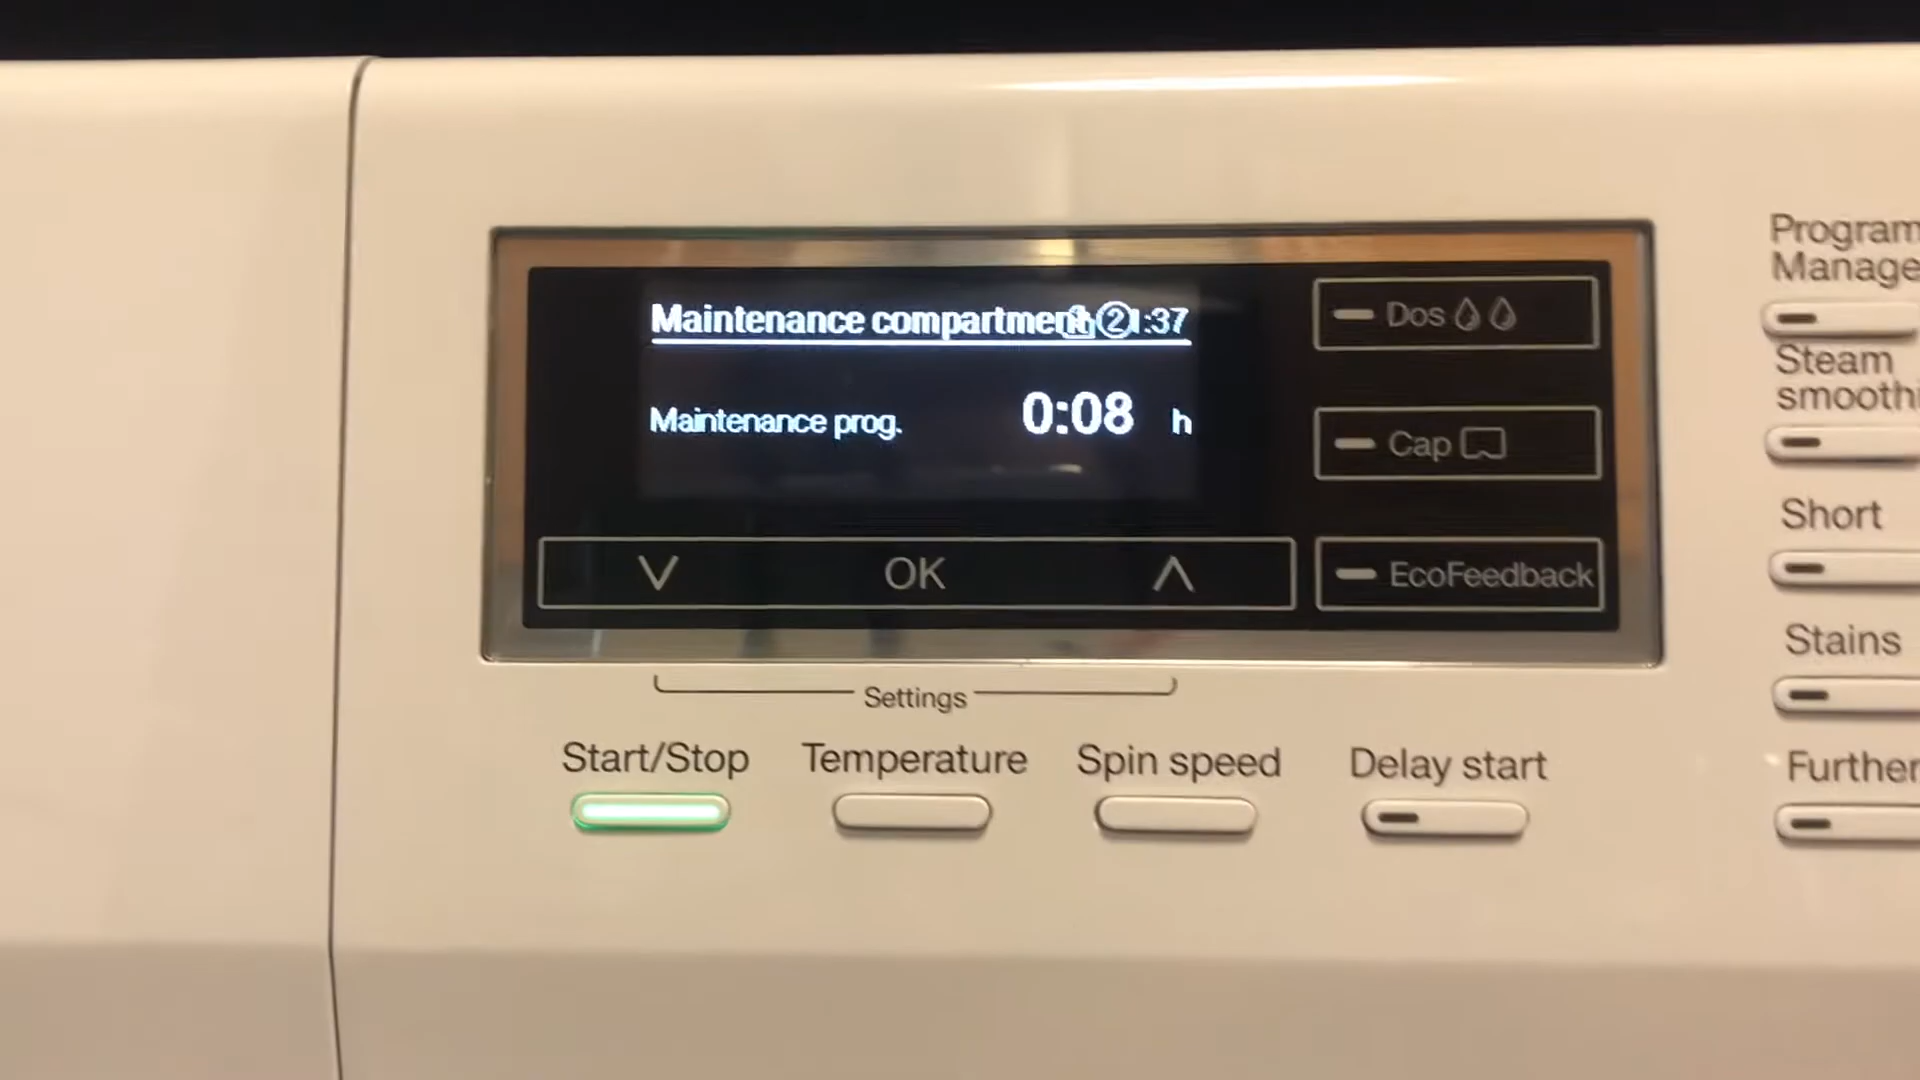 Maintenance compartment ② :37
Maintenance prog. 0:08 h
OK
Dos
Cap
EcoFeedback
Settings
Start/Stop
Temperature
Spin speed
Delay start
Program
Manage
Steam
smoothi
Short
Stains
Further